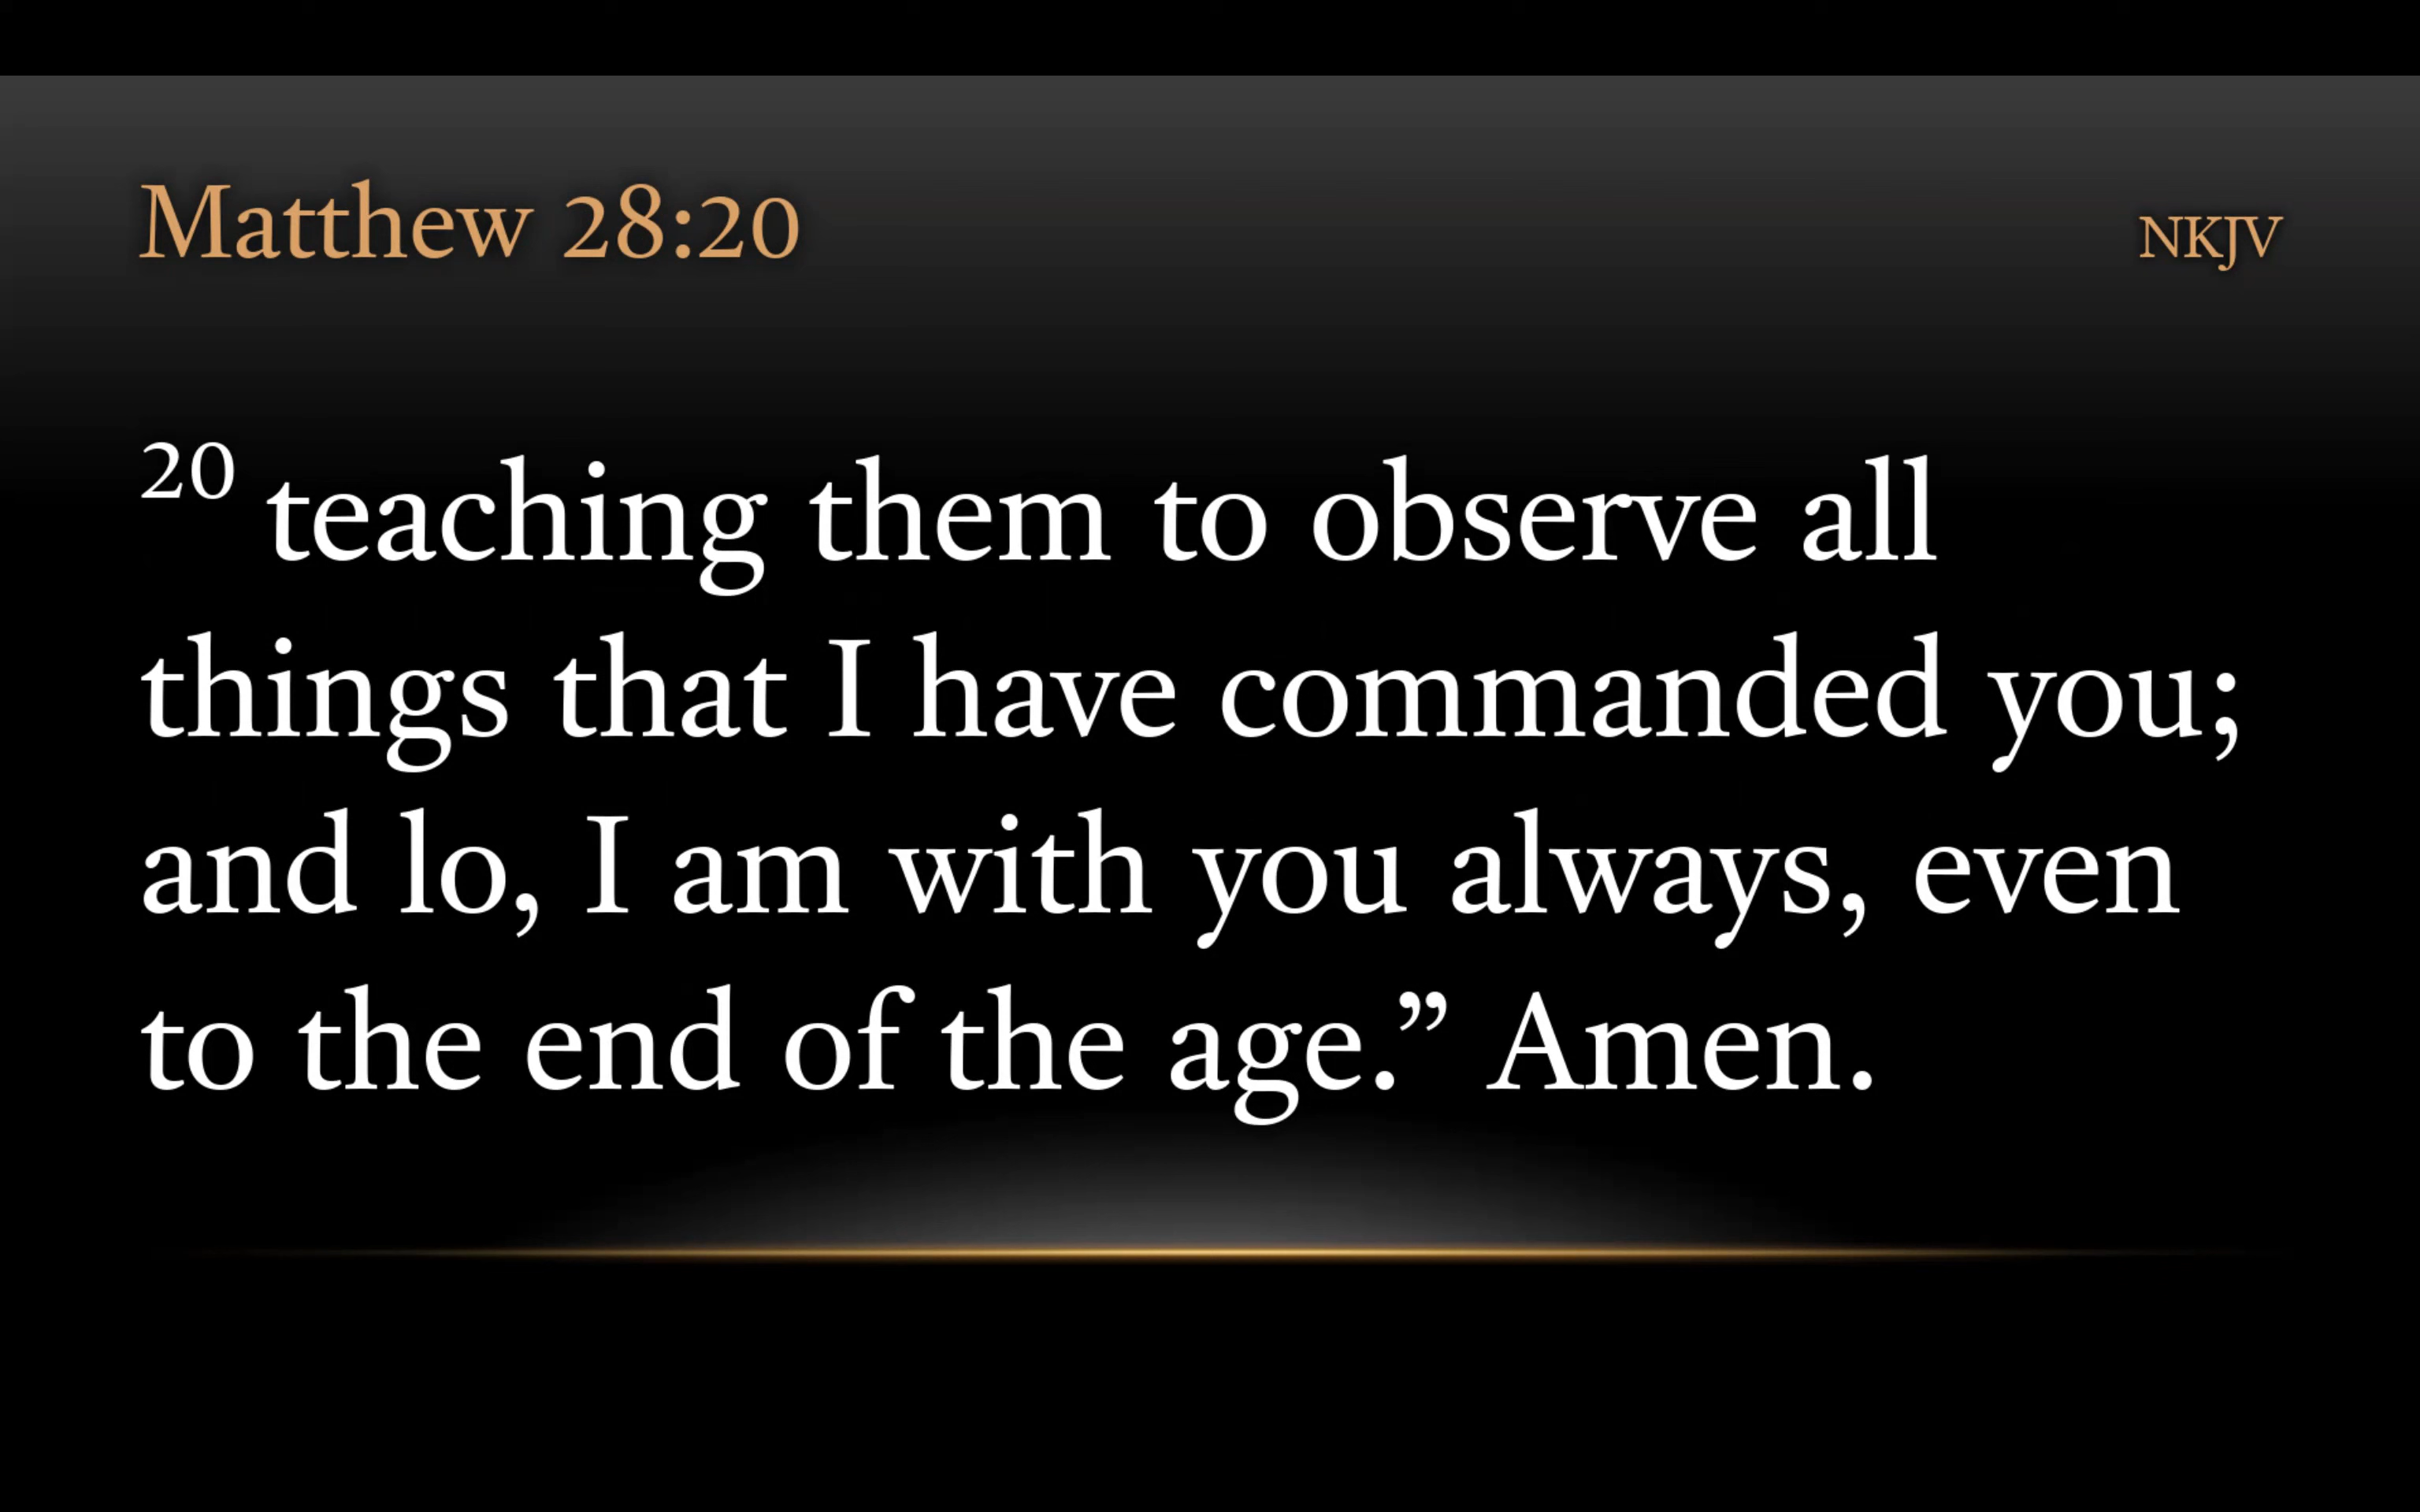 Matthew 28:20 NKJV
20 teaching them to observe all
things that I have commanded you;
and lo, I am with you always, even
to the end of the age.” Amen.